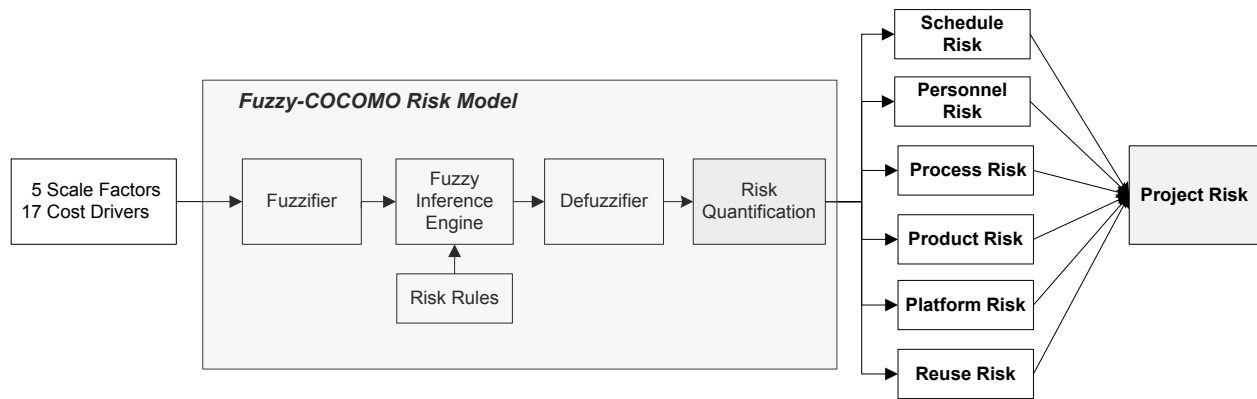 Fuzzy-COCOMO Risk Model
5 Scale Factors
17 Cost Drivers
Fuzzifier
Fuzzy
Inference
Engine
Risk Rules
Defuzzifier
Risk
Quantification
Schedule
Risk
Personnel
Risk
Process Risk
Product Risk
Platform Risk
Reuse Risk
Project Risk